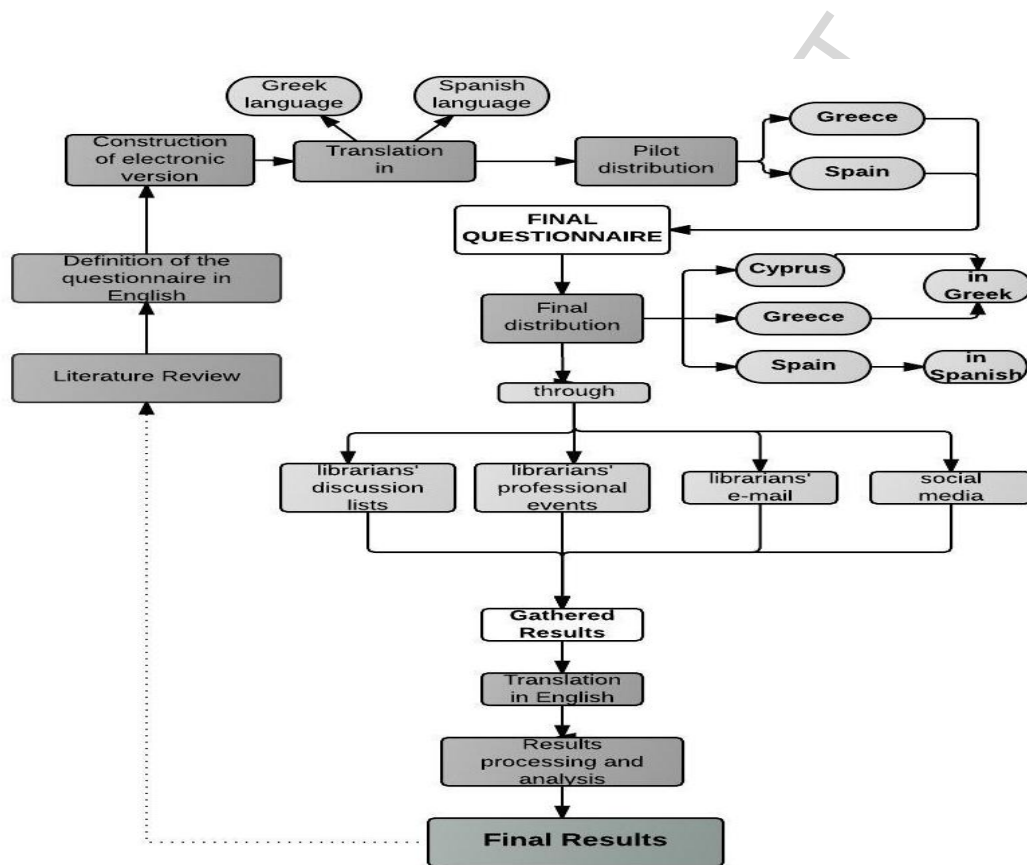 Greek
language
Spanish
language
Construction
of electronic
version
Translation
in
Pilot
distribution
Greece
Spain
FINAL
QUESTIONNAIRE
Definition of the
questionnaire in
English
Cyprus
in
Greek
Final
distribution
Greece
Literature Review
Spain
in
Spanish
through
librarians'
discussion
lists
librarians'
professional
events
librarians'
e-mail
social
media
Gathered
Results
Translation
in English
Results
processing and
analysis
Final Results